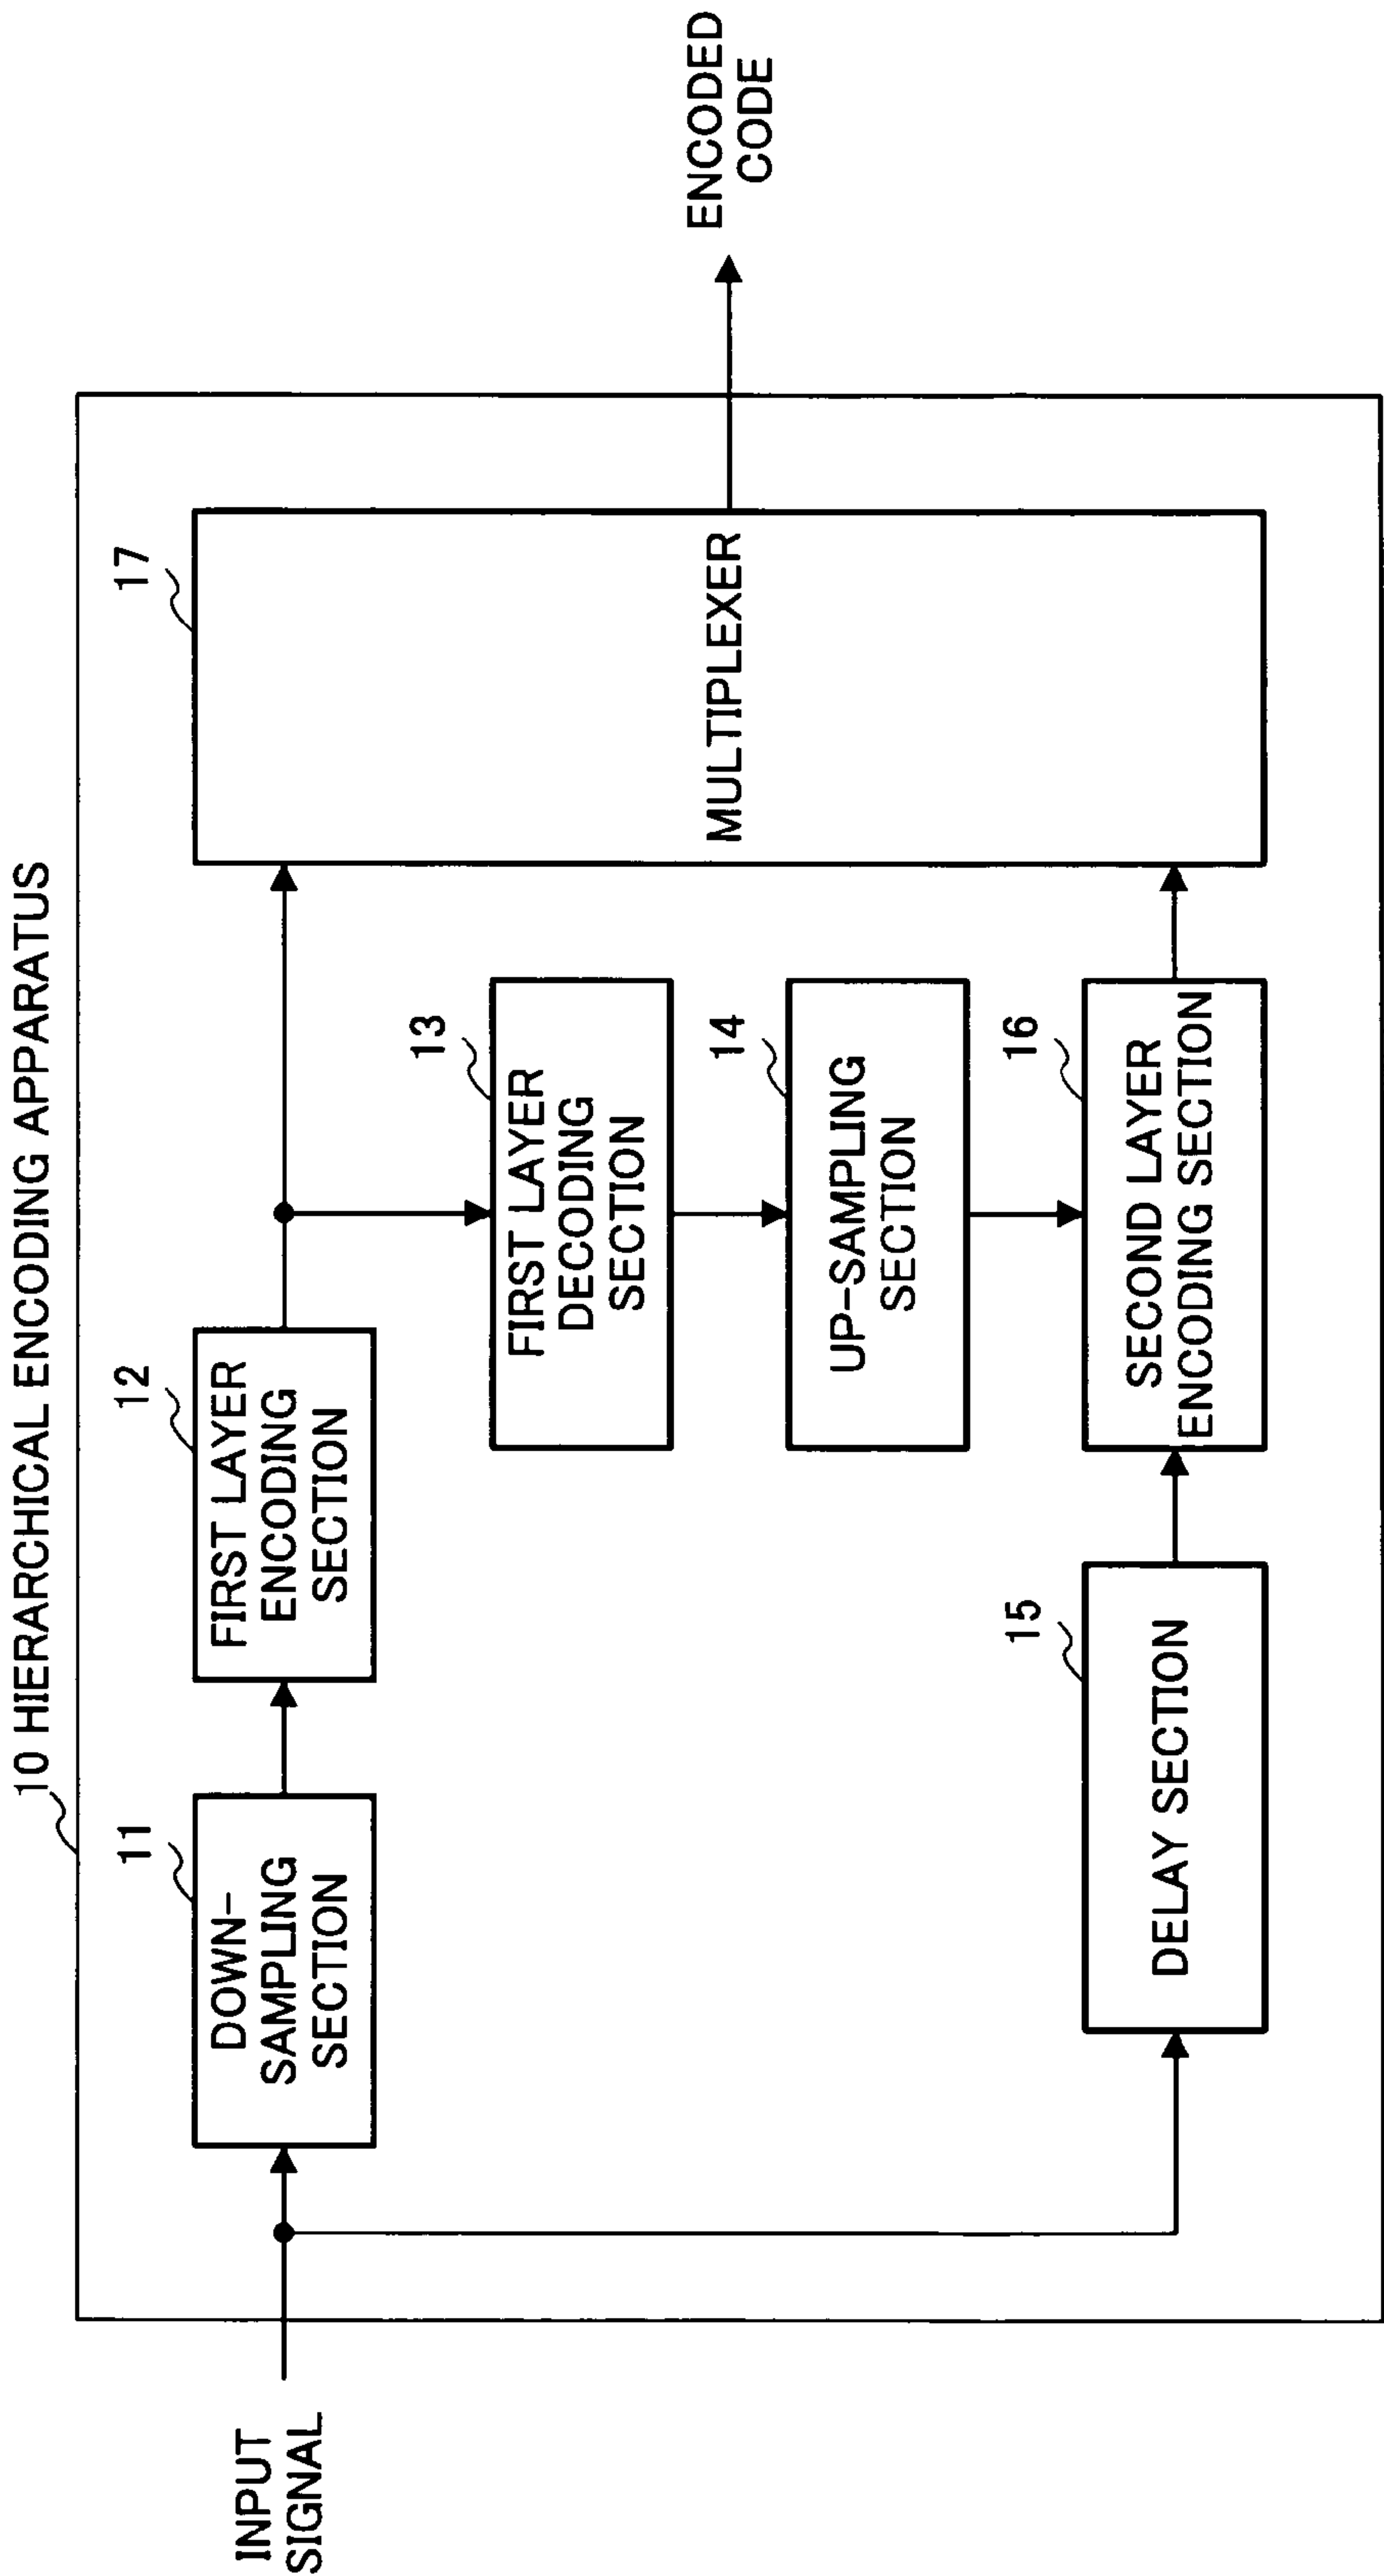 10 HIERARCHICAL ENCODING APPARATUS
INPUT
SIGNAL
11
DOWN-
SAMPLING
SECTION
12
FIRST LAYER
ENCODING
SECTION
13
FIRST LAYER
DECODING
SECTION
14
UP-SAMPLING
SECTION
15
DELAY SECTION
16
SECOND LAYER
ENCODING SECTION
17
MULTIPLEXER
ENCODED
CODE